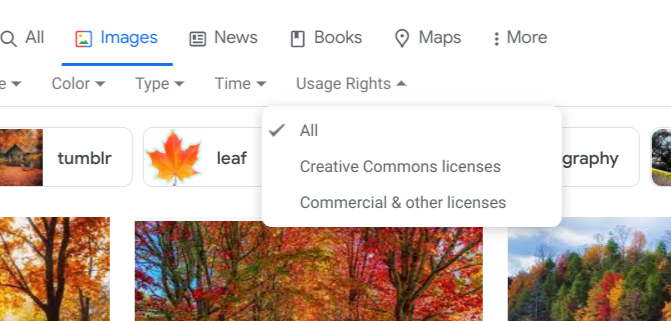 All Images News Books Maps More
e Color Type Time Usage Rights
All
tumblr leaf Creative Commons licenses graphy
Commercial & other licenses